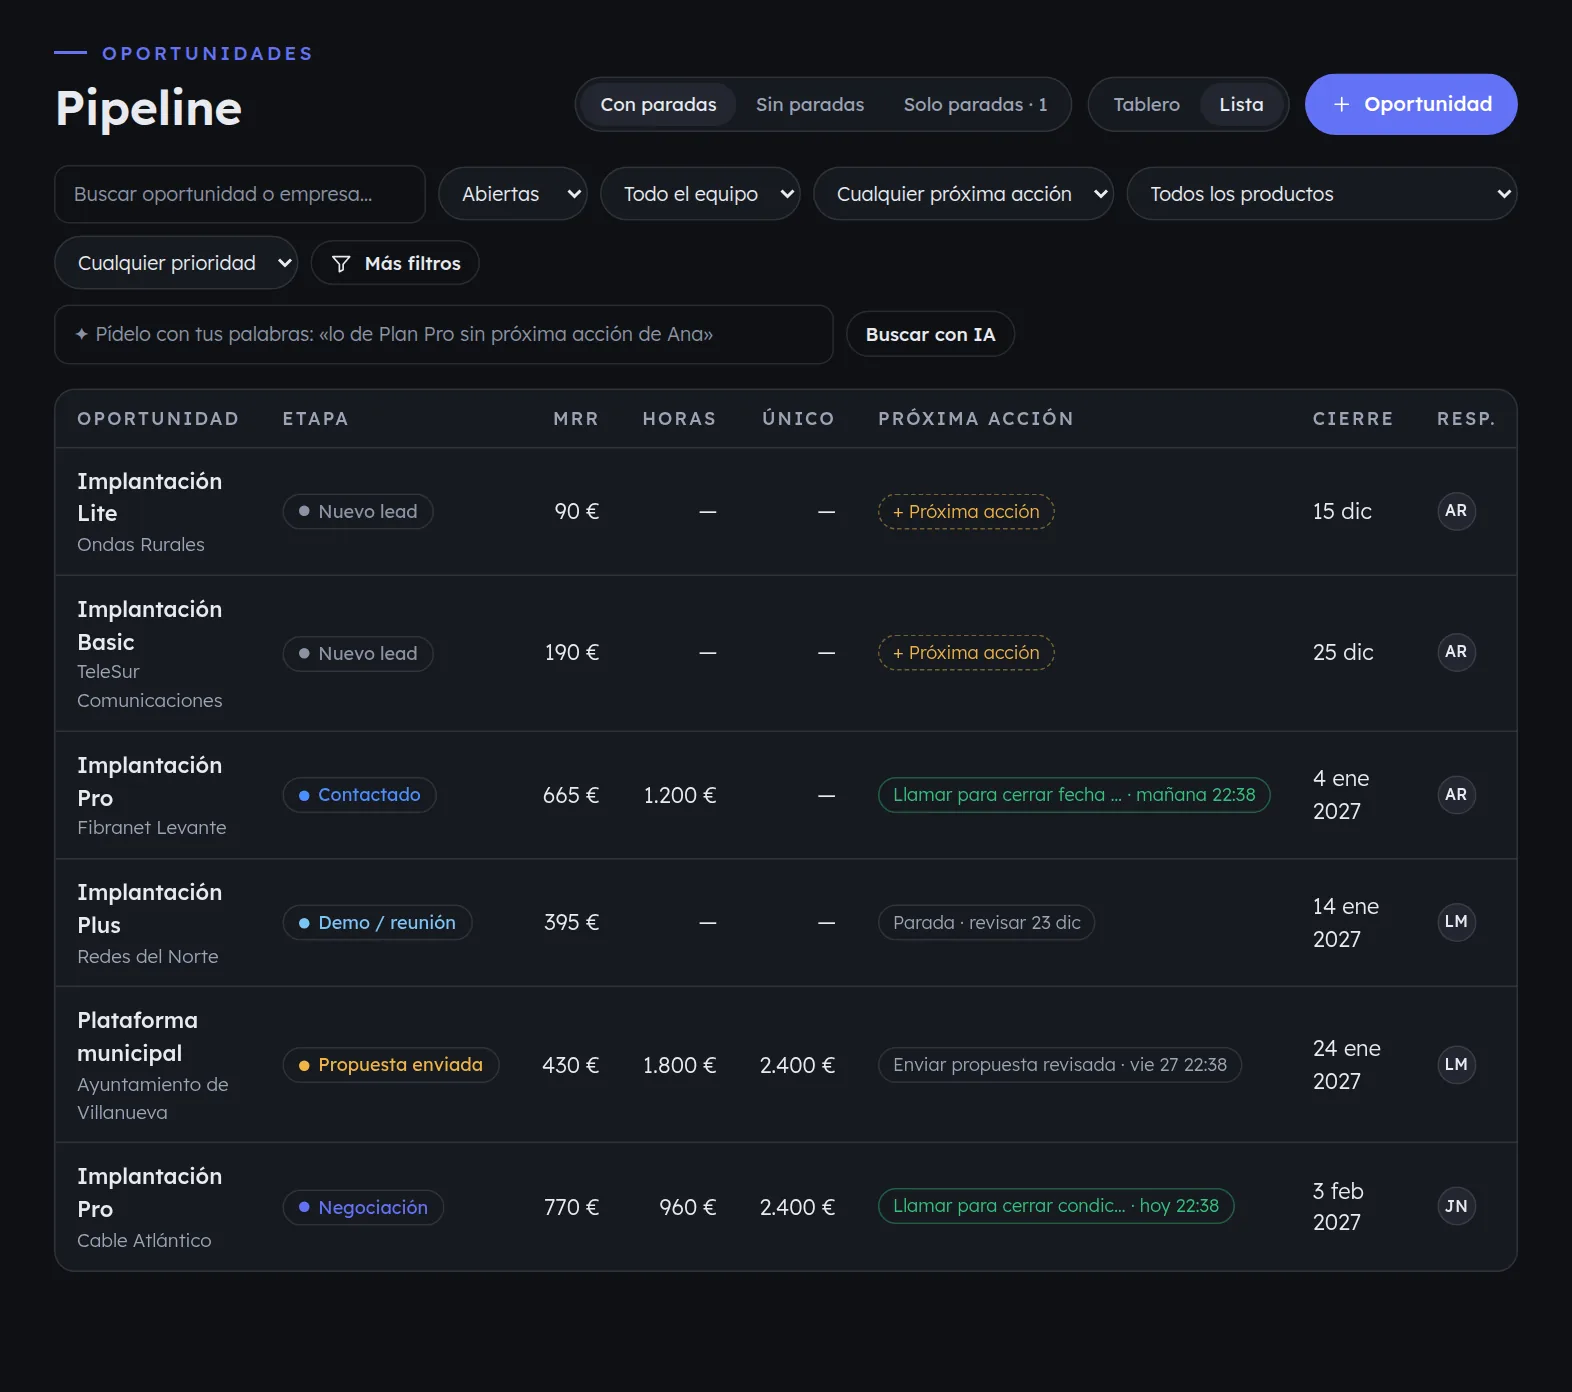 OPORTUNIDADES
Pipeline
Con paradas Sin paradas Solo paradas · 1 Tablero Lista + Oportunidad
Buscar oportunidad o empresa... Abiertas Todo el equipo Cualquier próxima acción Todos los productos
Cualquier prioridad Más filtros
✦ Pídelo con tus palabras: «lo de Plan Pro sin próxima acción de Ana» Buscar con IA
OPORTUNIDAD ETAPA MRR HORAS ÚNICO PRÓXIMA ACCIÓN CIERRE RESP.
Implantación
Lite
Ondas Rurales
Nuevo lead 90 € — — + Próxima acción 15 dic AR
Implantación
Basic
TeleSur
Comunicaciones
Nuevo lead 190 € — — + Próxima acción 25 dic AR
Implantación
Pro
Fibranet Levante
Contactado 665 € 1.200 € — Llamar para cerrar fecha ... · mañana 22:38
4 ene
2027
AR
Implantación
Plus
Redes del Norte
Demo / reunión 395 € — — Parada · revisar 23 dic
14 ene
2027
LM
Plataforma
municipal
Ayuntamiento de
Villanueva
Propuesta enviada 430 € 1.800 € 2.400 € Enviar propuesta revisada · vie 27 22:38
24 ene
2027
LM
Implantación
Pro
Cable Atlántico
Negociación 770 € 960 € 2.400 € Llamar para cerrar condic... · hoy 22:38
3 feb
2027
JN